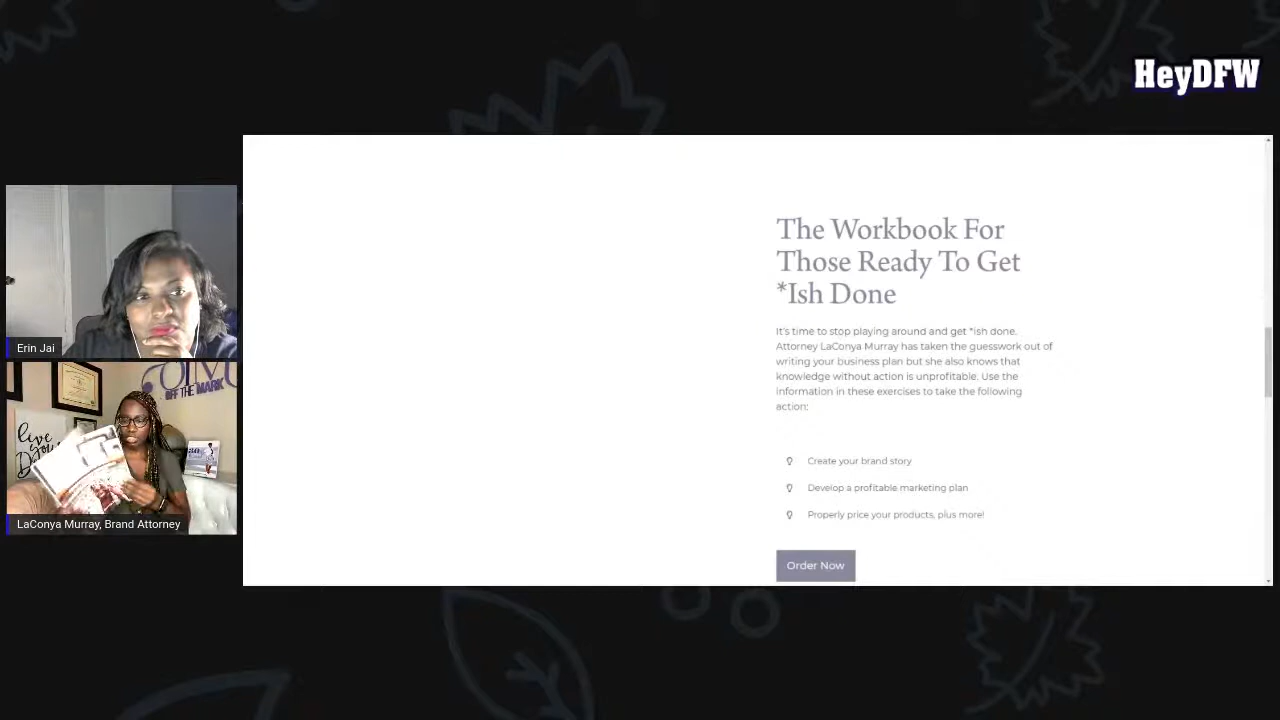 HeyDFW
The Workbook For
Those Ready To Get
*Ish Done
It's time to stop playing around and get *ish done.
Attorney LaConya Murray has taken the guesswork out of
writing your business plan but she also knows that
knowledge without action is unprofitable. Use the
information in these exercises to take the following
action:
Create your brand story
Develop a profitable marketing plan
Properly price your products, plus more!
Order Now
Erin Jai
OFF THE MARK
live
LaConya Murray, Brand Attorney